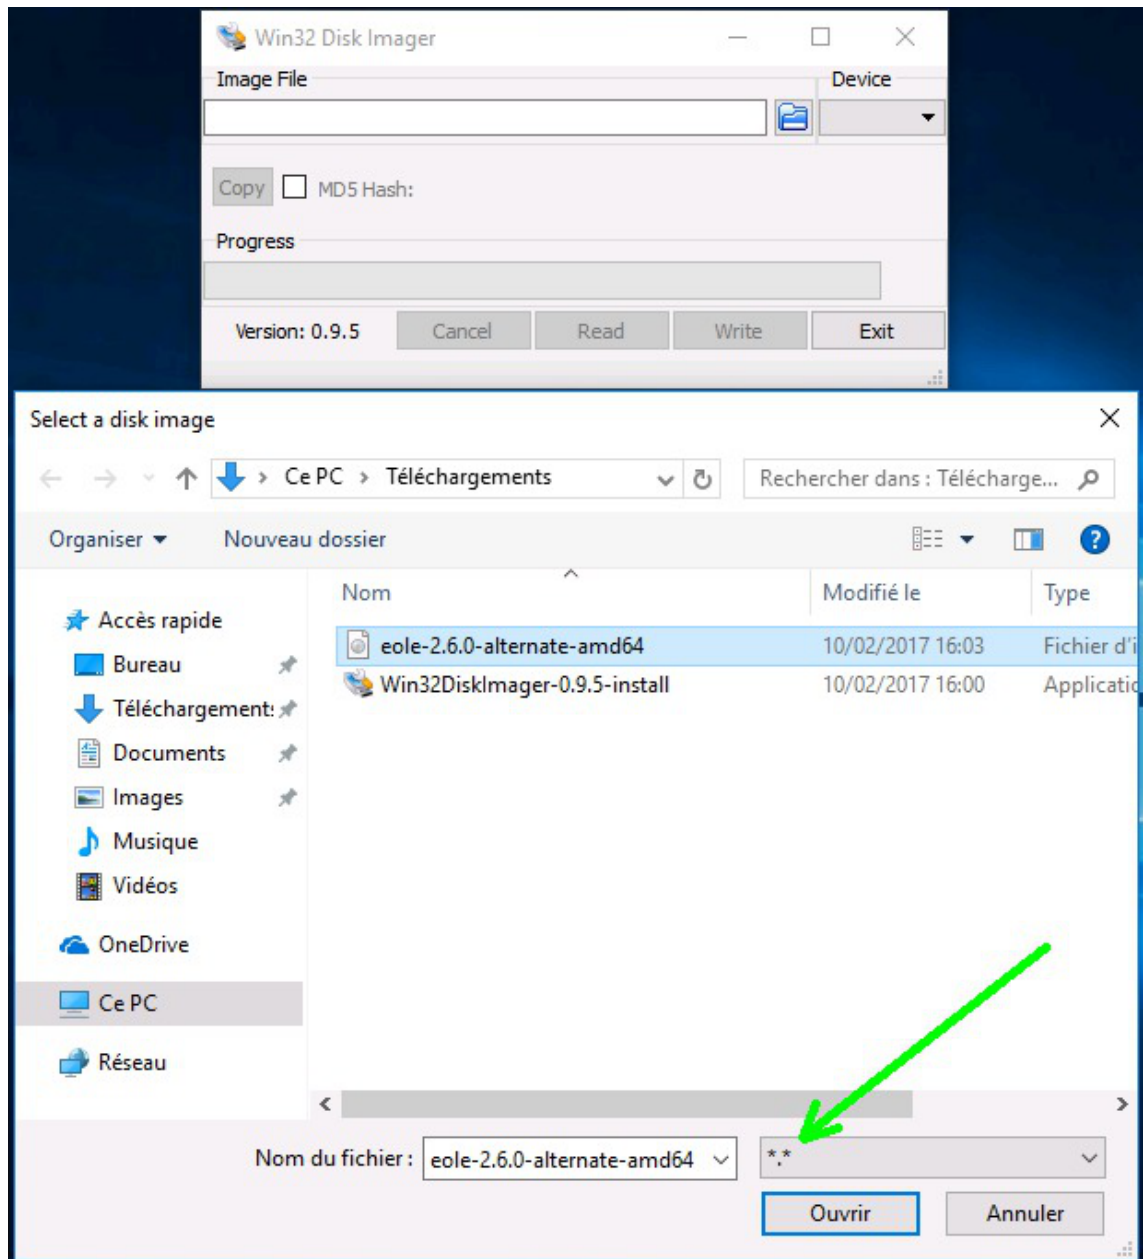 Win32 Disk Imager
Image File
Device
Copy
MD5 Hash:
Progress
Version: 0.9.5
Cancel
Read
Write
Exit
Select a disk image
Ce PC > Téléchargements
Rechercher dans : Télécharge...
Organiser
Nouveau dossier
Nom
Modifié le
Type
Accès rapide
Bureau
Téléchargement:
Documents
Images
Musique
Vidéos
OneDrive
Ce PC
Réseau
eole-2.6.0-alternate-amd64 10/02/2017 16:03 Fichier d'i
Win32DiskImager-0.9.5-install 10/02/2017 16:00 Applicatio
Nom du fichier : eole-2.6.0-alternate-amd64
*.*
Ouvrir
Annuler